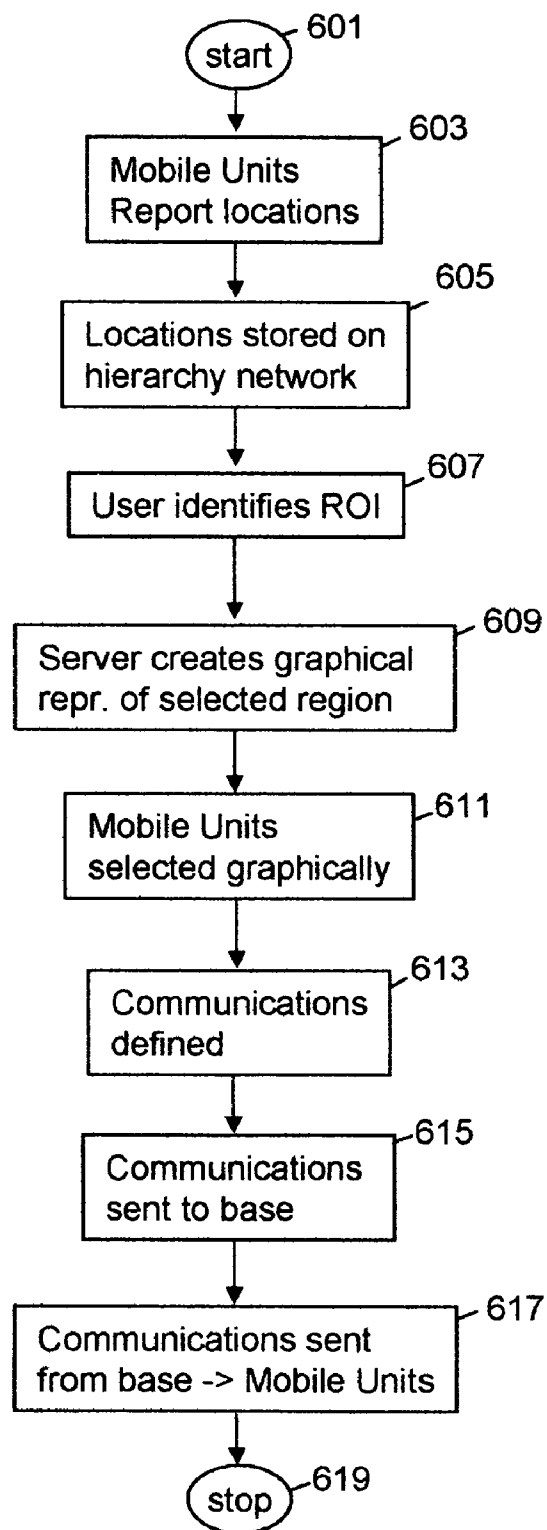 601
start
603
Mobile Units
Report locations
605
Locations stored on
hierarchy network
607
User identifies ROI
609
Server creates graphical
repr. of selected region
611
Mobile Units
selected graphically
613
Communications
defined
615
Communications
sent to base
617
Communications sent
from base -> Mobile Units
619
stop